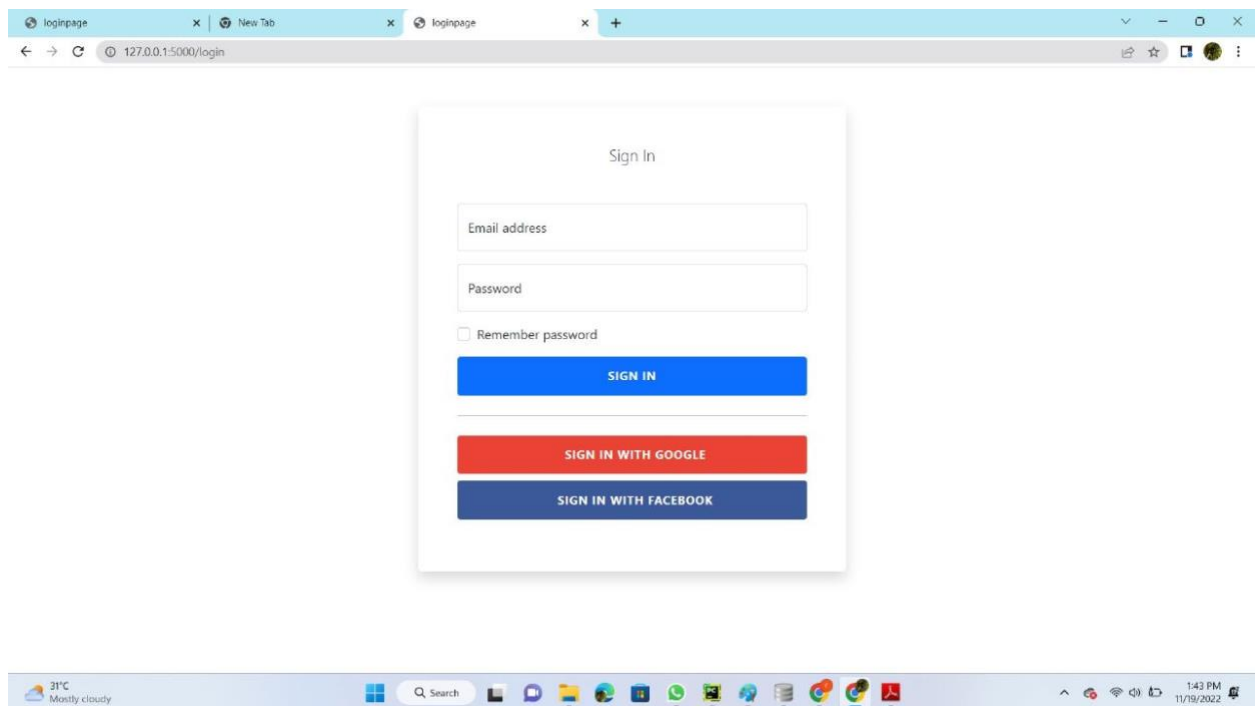 loginpage
New Tab
loginpage
127.0.0.1:5000/login
Sign In
Email address
Password
Remember password
SIGN IN
SIGN IN WITH GOOGLE
SIGN IN WITH FACEBOOK
31°C
Mostly cloudy
Search
1:43 PM
11/19/2022